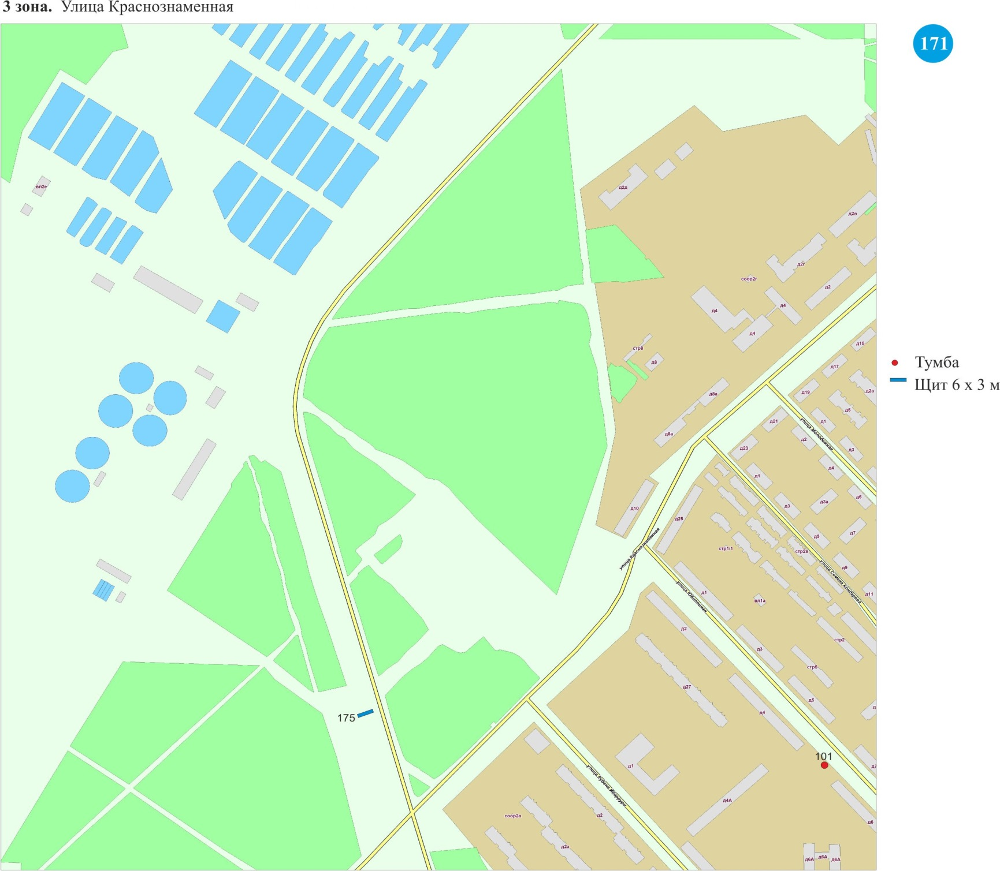 3 зона. Улица Краснознаменная
171
вл2е
д2д
д2в
д2г
соор2г
д2
д4
д4
д4
стр8
д8
д15
д17
д19
д2а
д5
д8а
д8а
д21
д1
улица Молодежная
д2
д3
д23
д4
д1
д6
д3а
д3
д10
д25
д7
д5
улица Краснознаменная
стр1/1
стр2в
д9
улица Семена Кондарева
д1
д11
улица Юбилейная
вл1а
д2
стр2
д3
стр5
д27
д5
д4
175
101
д1
д7
улица Рубена Ибаррури
д4А
соор2а
д2
д6
д2а
д6А
д6А
д6А
Тумба
Щит 6 х 3 м